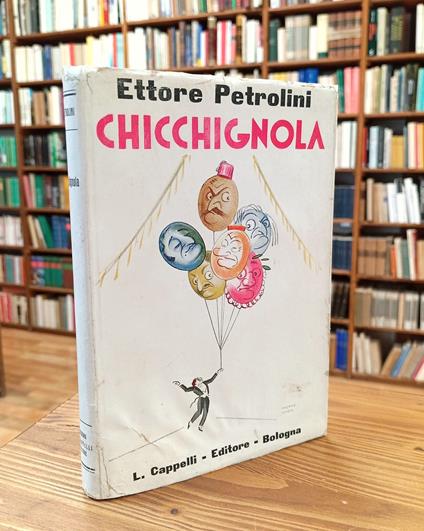 Ettore Petrolini
CHICCHIGNOLA
L. Cappelli - Editore - Bologna